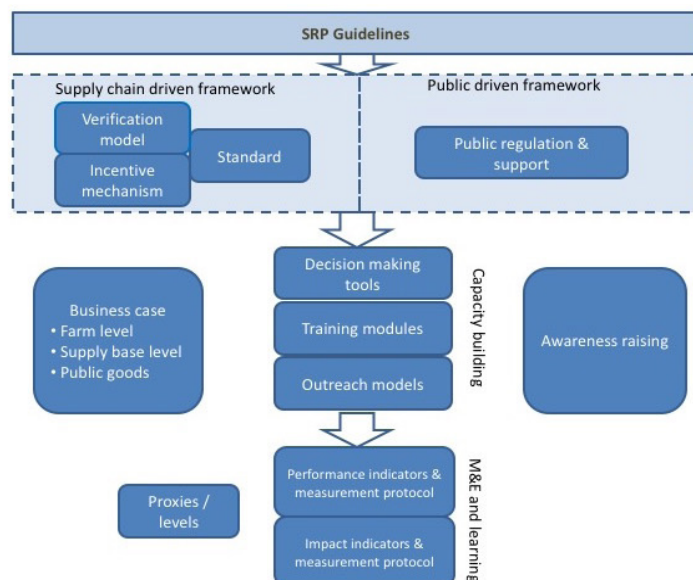 SRP Guidelines
Supply chain driven framework
Public driven framework
Verification
model
Standard
Incentive
mechanism
Public regulation &
support
Decision making
tools
Training modules
Outreach models
Capacity building
Business case
• Farm level
• Supply base level
• Public goods
Awareness raising
Performance indicators &
measurement protocol
Impact indicators &
measurement protocol
M&E and learning
Proxies /
levels